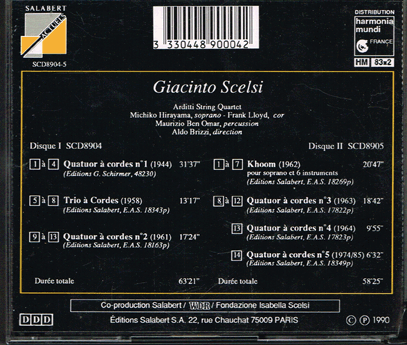 SALABERT
ACTUELS
SCD8904-5
3 330448 900042
DISTRIBUTION
harmonia
mundi
FRANCE
HM 83x2
Giacinto Scelsi
Arditti String Quartet
Michiko Hirayama, soprano - Frank Lloyd, cor
Maurizio Ben Omar, percussion
Aldo Brizzi, direction
Disque I SCD8904
1 à 4 Quatuor à cordes n°1 (1944) 31'37"
(Editions G. Schirmer, 48230)
5 à 8 Trio à Cordes (1958) 13'17"
(Editions Salabert, E.A.S. 18343p)
9 à 13 Quatuor à cordes n°2 (1961) 17'24"
(Editions Salabert, E.A.S. 18163p)
Durée totale 63'21"
Disque II SCD8905
1 à 7 Khoom (1962) 20'47"
pour soprano et 6 instruments
(Editions Salabert, E.A.S. 18269p)
8 à 12 Quatuor à cordes n°3 (1963) 18'42"
(Editions Salabert, E.A.S. 17822p)
13 Quatuor à cordes n°4 (1964) 9'55"
(Editions Salabert, E.A.S. 17823p)
14 Quatuor à cordes n°5 (1974/85) 6'32"
(Editions Salabert, E.A.S. 18349p)
Durée totale 58'25"
Co-production Salabert / WDR / Fondazione Isabella Scelsi
DDD
Éditions Salabert S.A. 22, rue Chauchat 75009 PARIS
© ℗ 1990